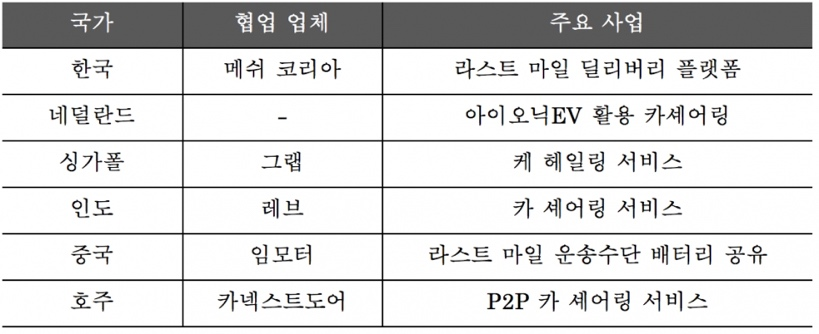 국가 협업 업체 주요 사업
한국 메쉬 코리아 라스트 마일 딜리버리 플랫폼
네덜란드 - 아이오닉EV 활용 카셰어링
싱가폴 그랩 케 헤일링 서비스
인도 레브 카 셰어링 서비스
중국 임모터 라스트 마일 운송수단 배터리 공유
호주 카넥스트도어 P2P 카 셰어링 서비스